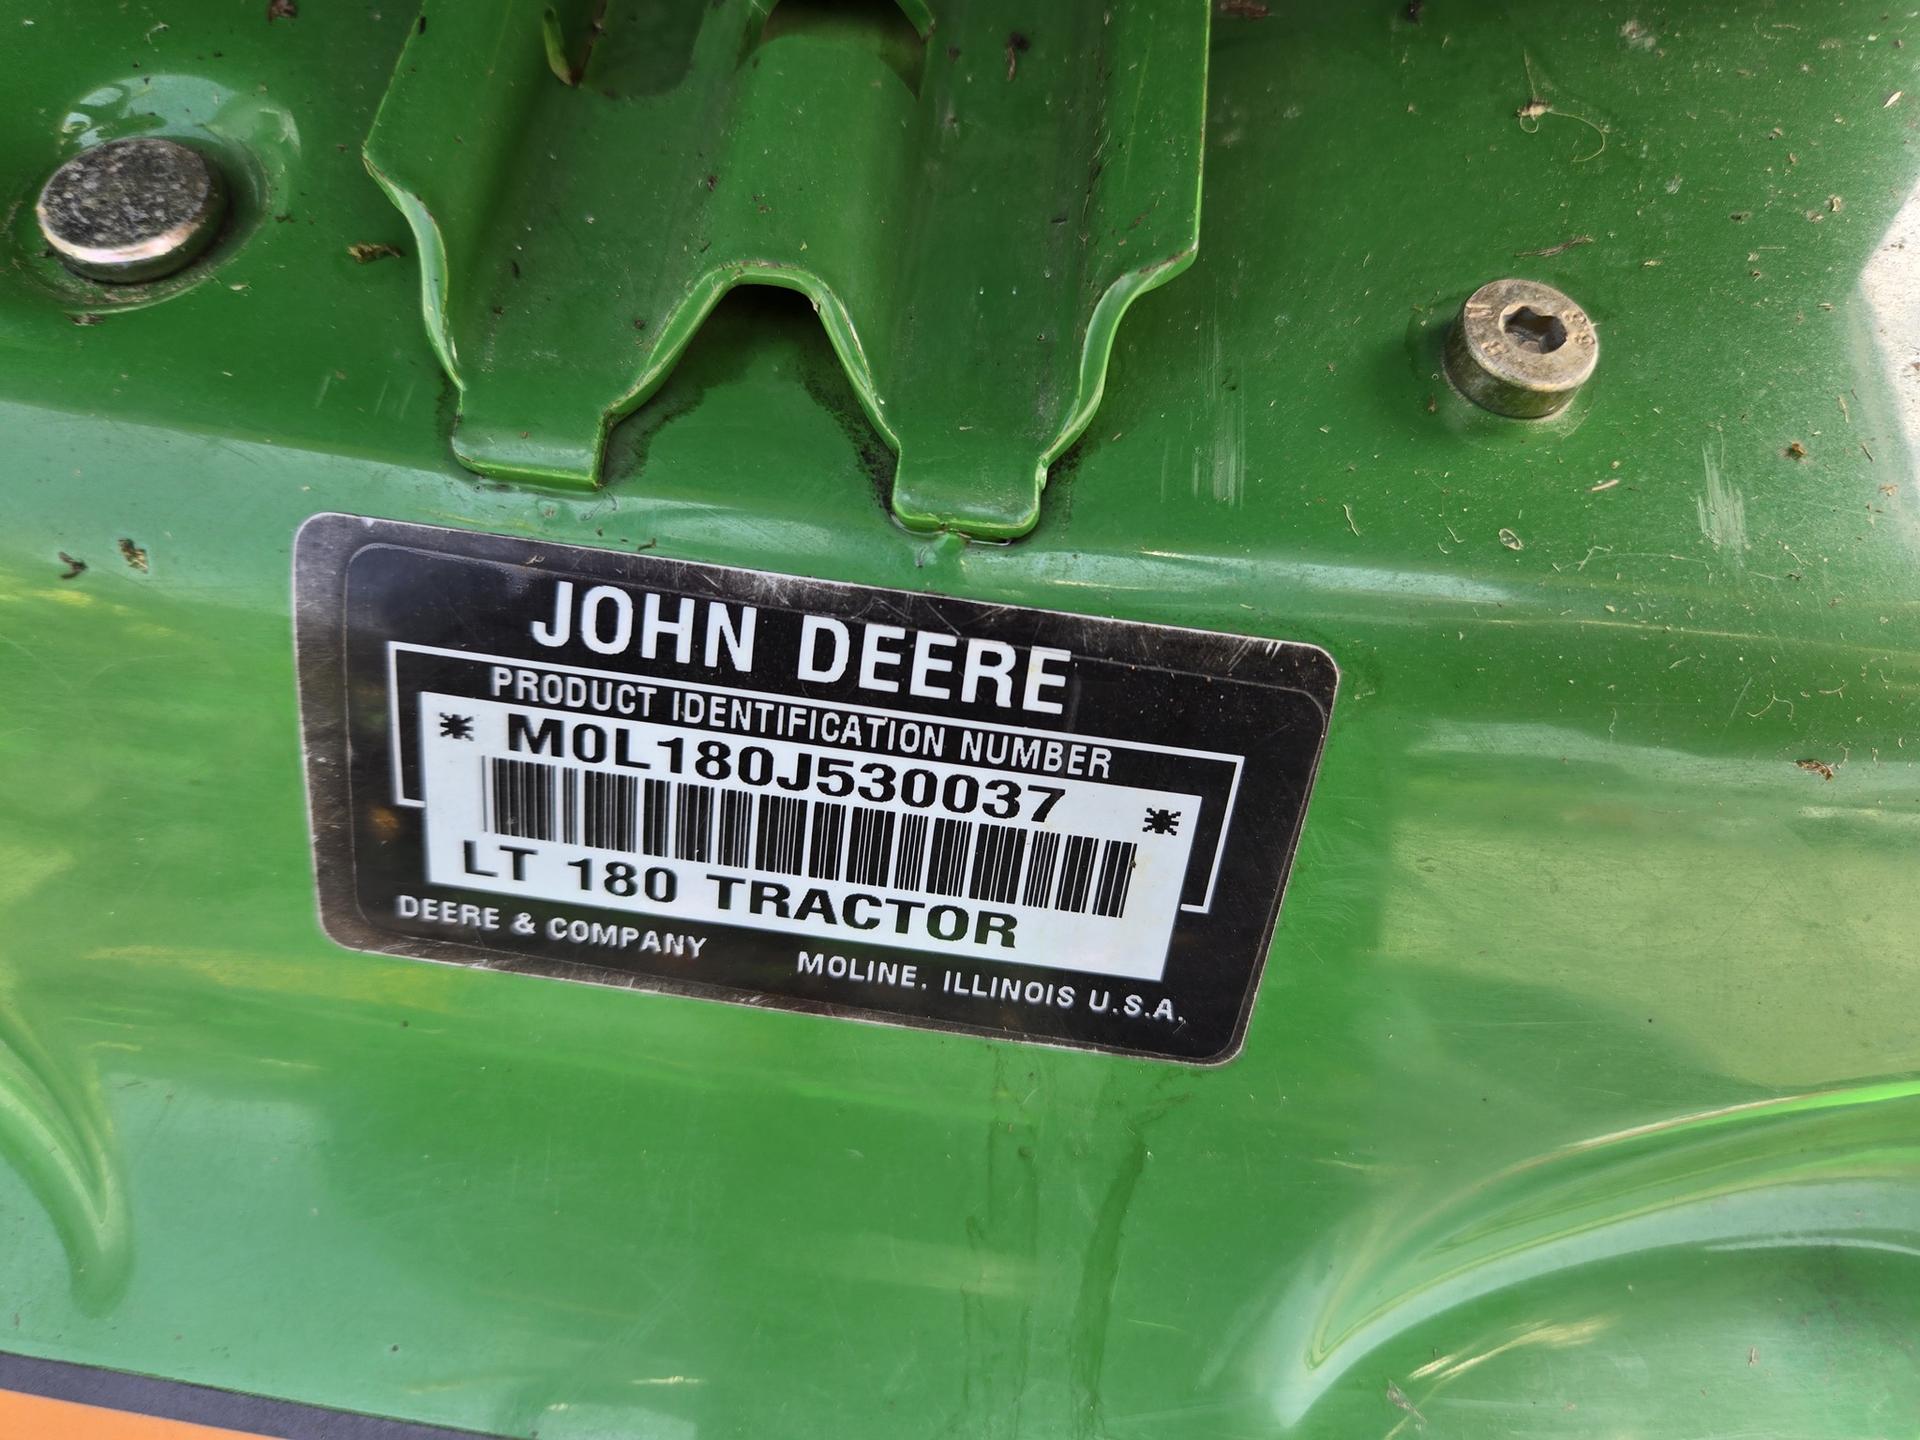 JOHN DEERE
PRODUCT IDENTIFICATION NUMBER
* M0L180J530037 *
LT 180 TRACTOR
DEERE & COMPANY MOLINE, ILLINOIS U.S.A.